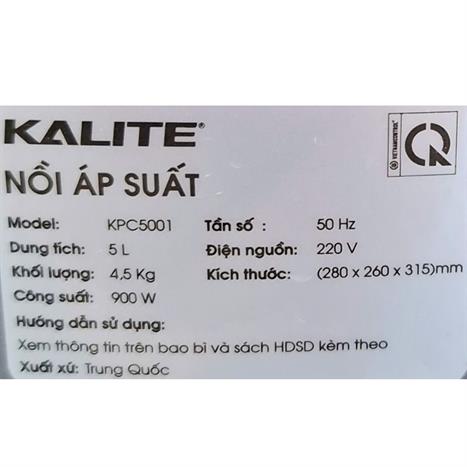 KALITE®
VIETNAMCONTROL®
CR
NỒI ÁP SUẤT
Model: KPC5001 Tần số : 50 Hz
Dung tích: 5 L Điện nguồn: 220 V
Khối lượng: 4,5 Kg Kích thước: (280 x 260 x 315)mm
Công suất: 900 W
Hướng dẫn sử dụng:
Xem thông tin trên bao bì và sách HDSD kèm theo
Xuất xứ: Trung Quốc